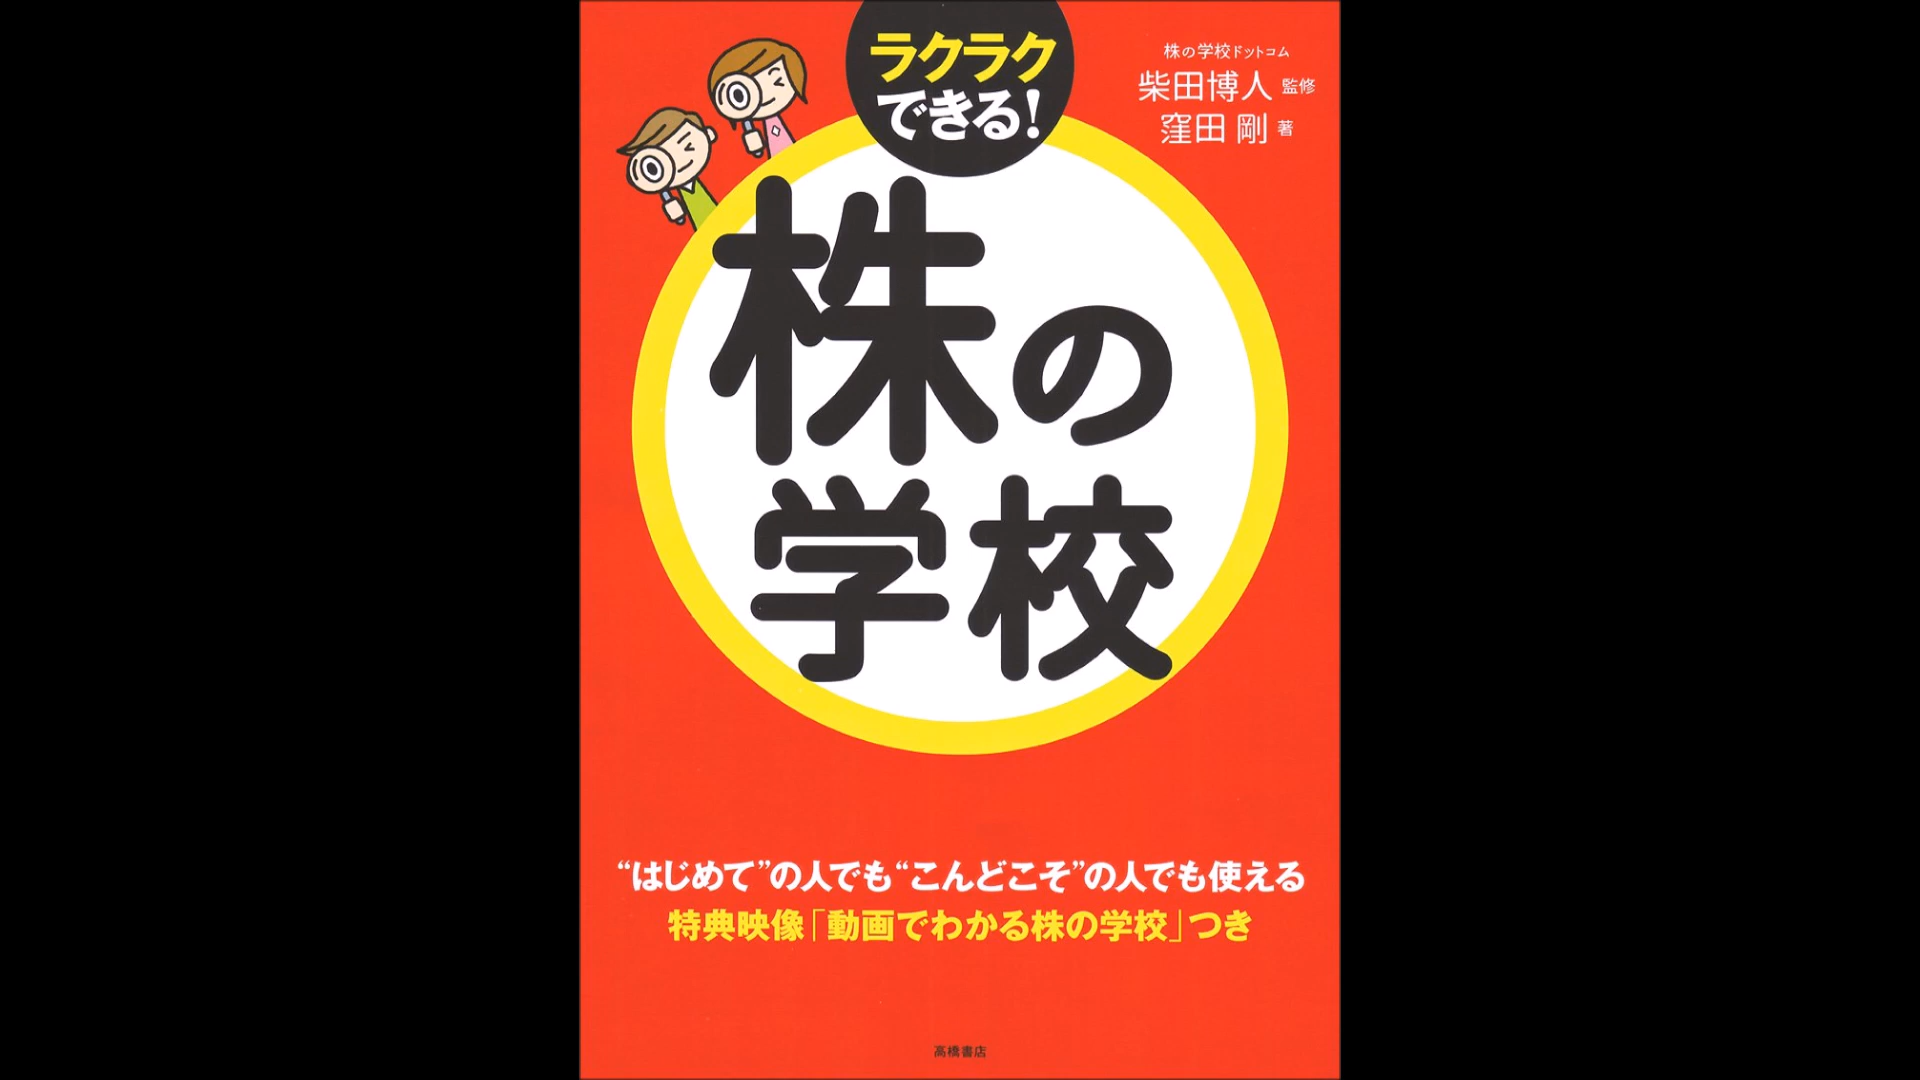 ラクラク
できる!
株の学校ドットコム
柴田博人 監修
窪田 剛 著
株の
学校
“はじめて”の人でも“こんどこそ”の人でも使える
特典映像「動画でわかる株の学校」つき
高橋書店